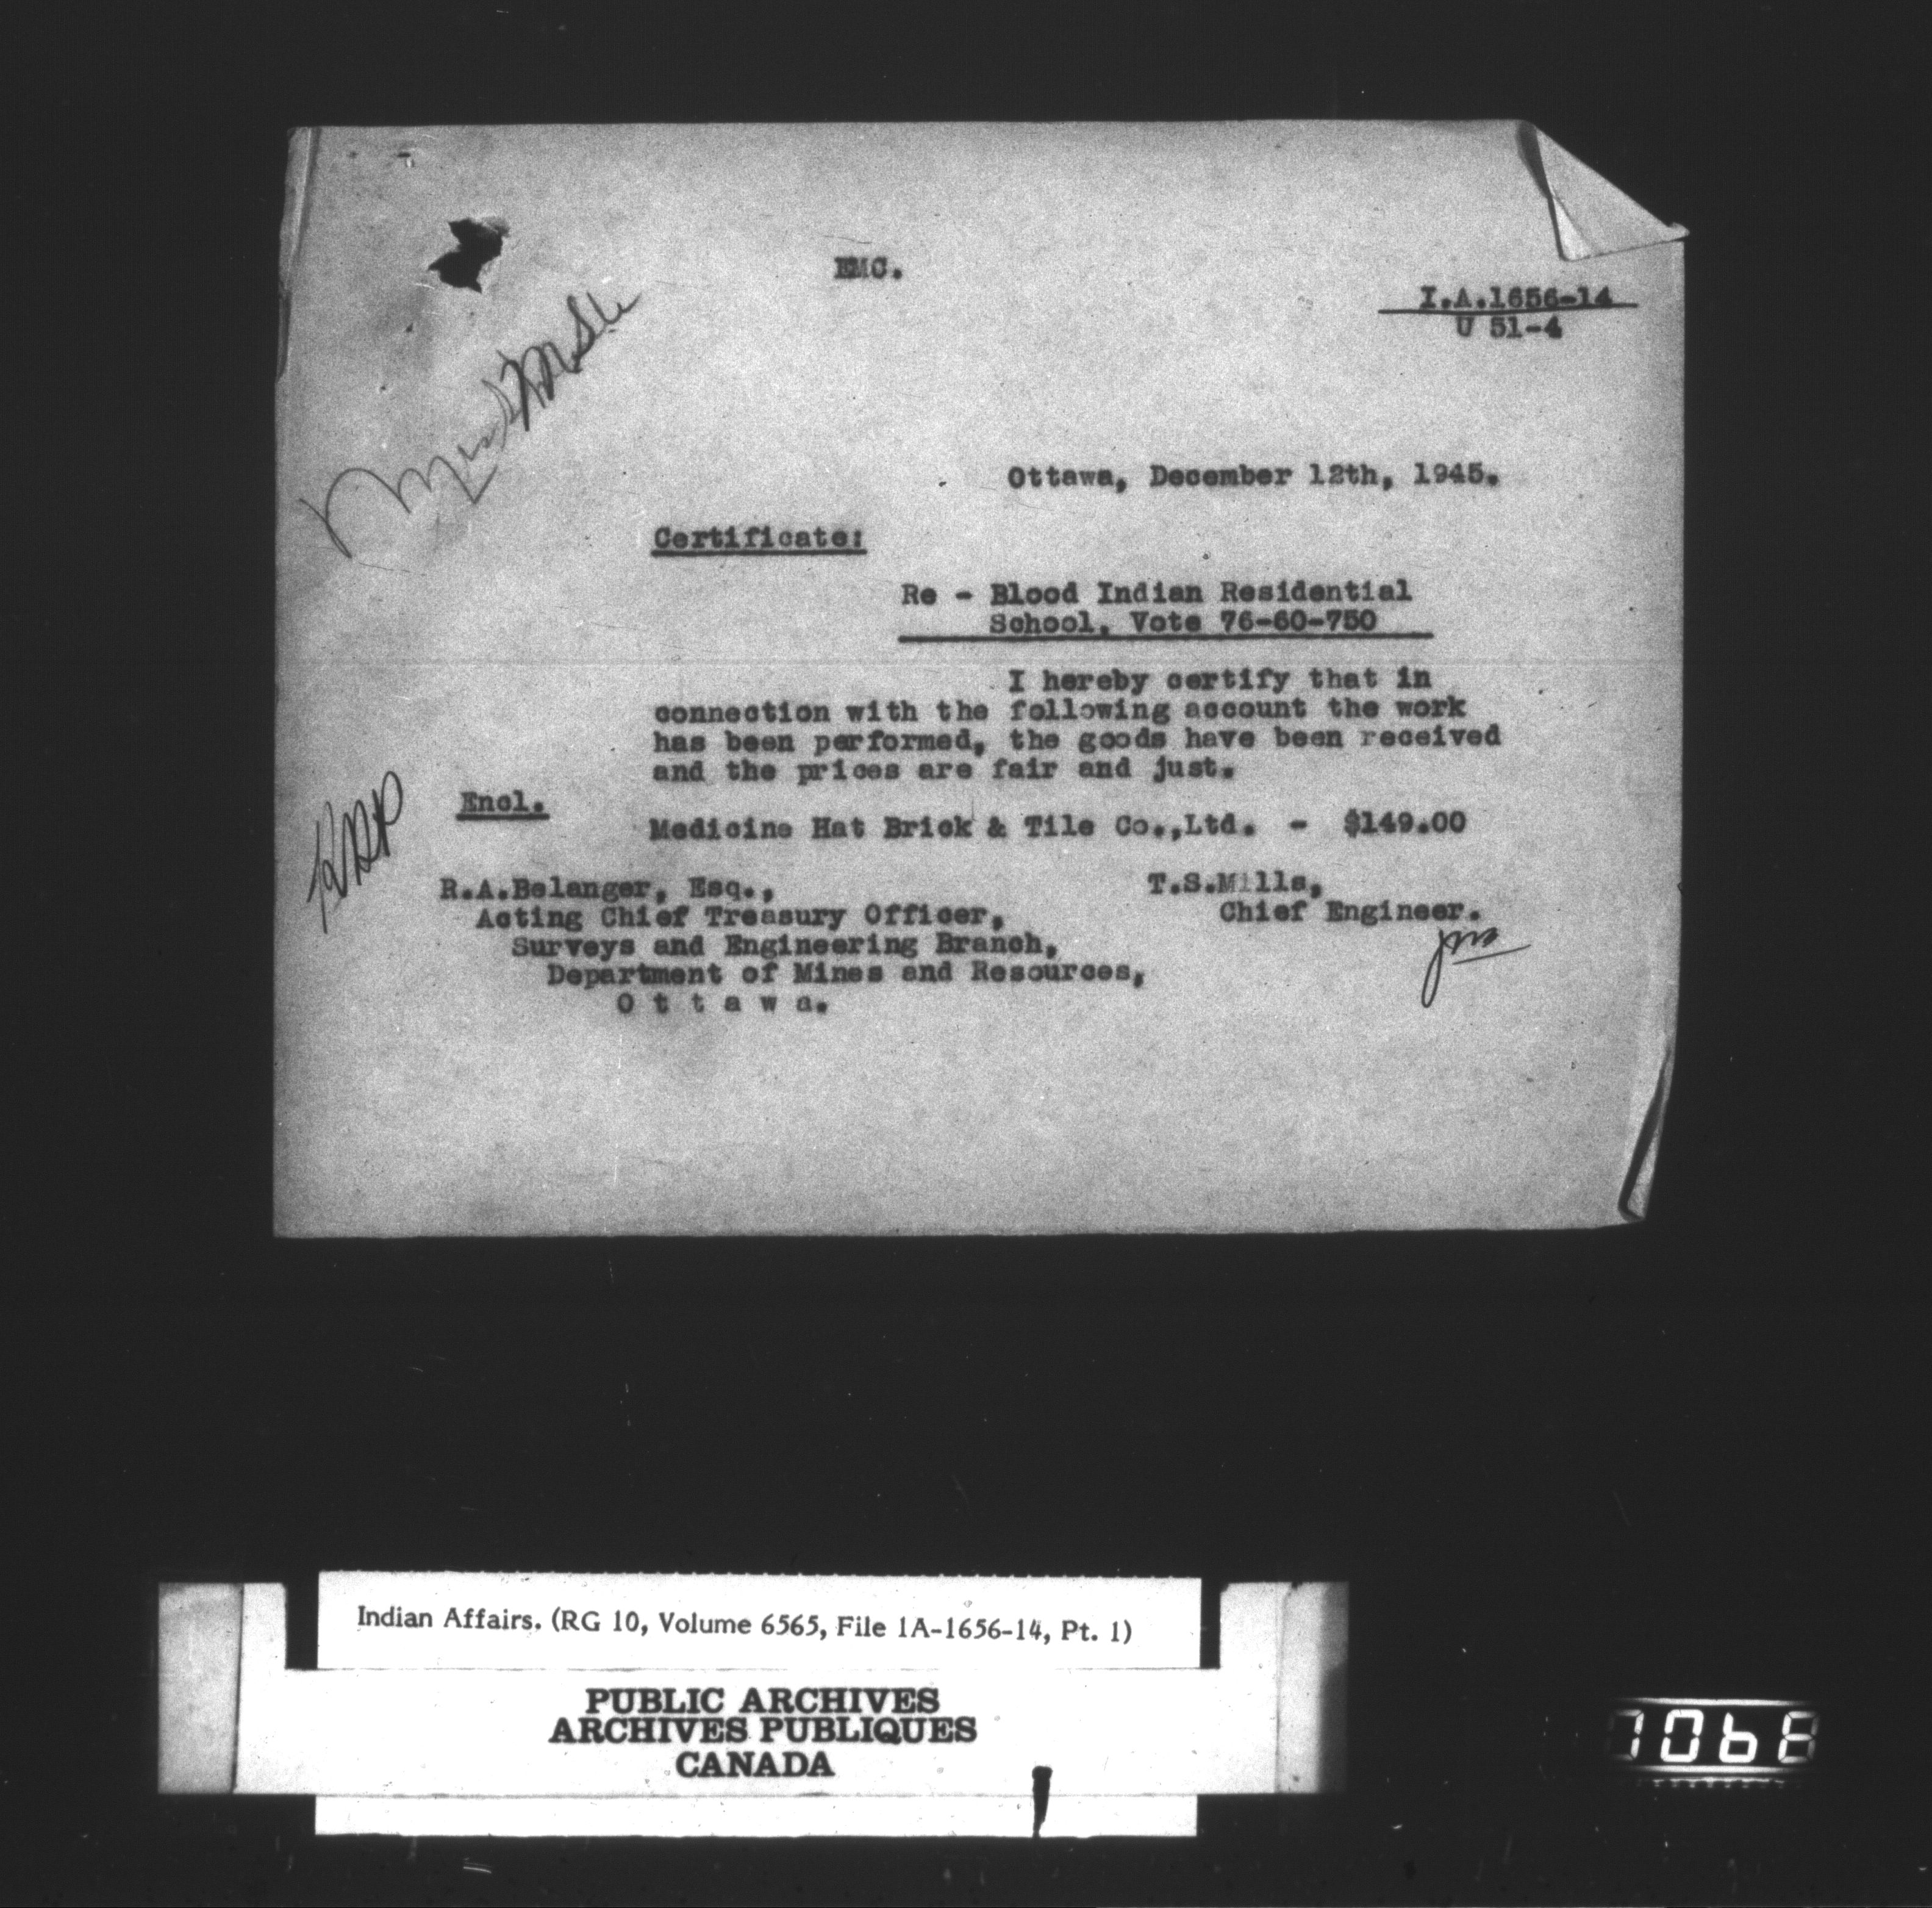 EMC.
I.A.1656-14
U 51-4
Ottawa, December 12th, 1945.
Certificate:
Re - Blood Indian Residential
School, Vote 76-60-750
I hereby certify that in
connection with the following account the work
has been performed, the goods have been received
and the prices are fair and just.
Encl.
Medicine Hat Brick & Tile Co.,Ltd. - $149.00
R.A.Belanger, Esq.,
Acting Chief Treasury Officer,
Surveys and Engineering Branch,
Department of Mines and Resources,
O t t a w a.
T.S.Mills,
Chief Engineer.
Indian Affairs. (RG 10, Volume 6565, File 1A-1656-14, Pt. 1)
PUBLIC ARCHIVES
ARCHIVES PUBLIQUES
CANADA